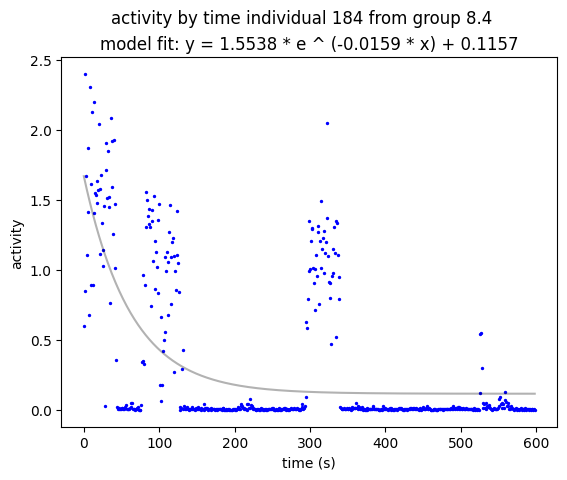 activity by time individual 184 from group 8.4
model fit: y = 1.5538 * e ^ (-0.0159 * x) + 0.1157
2.5
2.0
1.5
1.0
0.5
0.0
activity
0 100 200 300 400 500 600
time (s)